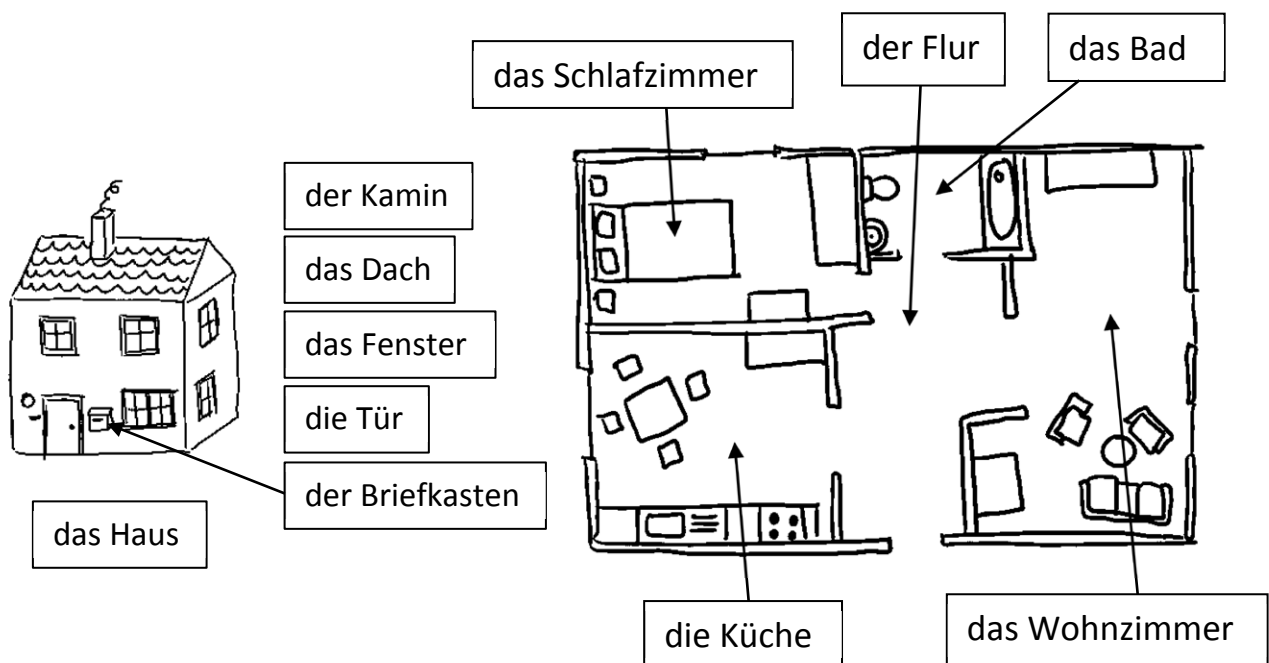 der Flur
das Bad
das Schlafzimmer
der Kamin
das Dach
das Fenster
die Tür
der Briefkasten
das Haus
die Küche
das Wohnzimmer